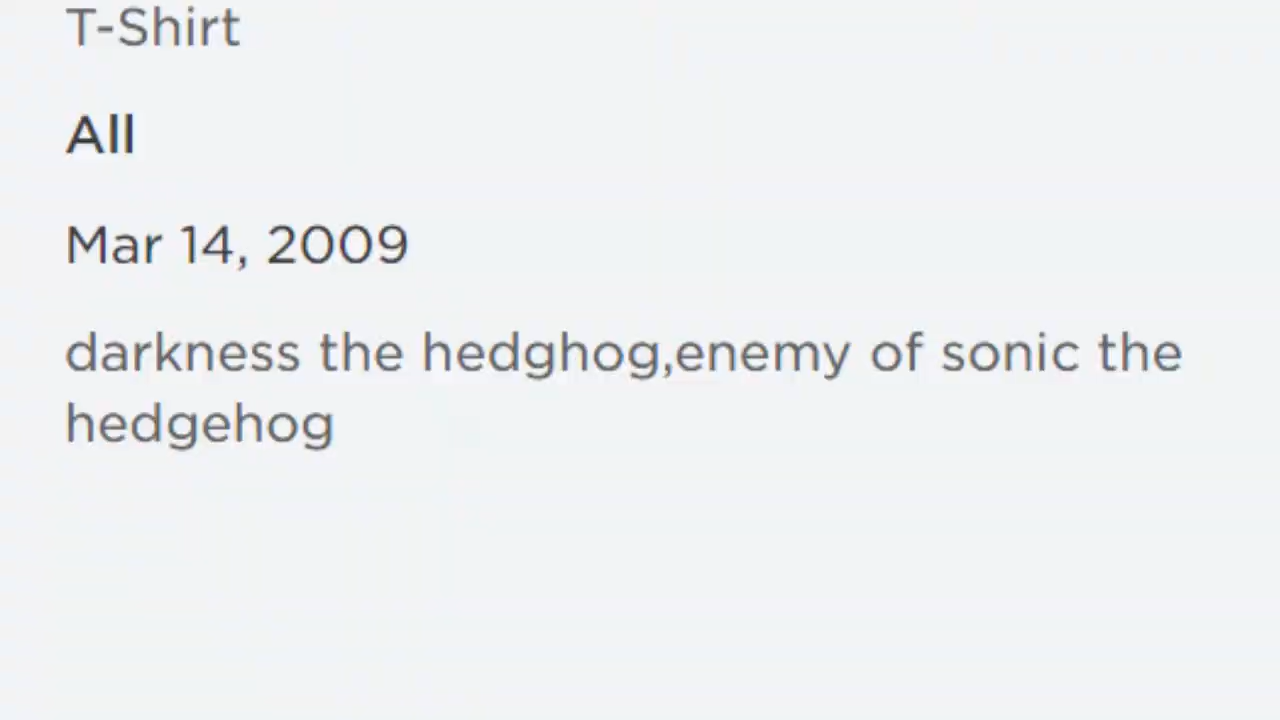 T-Shirt
All
Mar 14, 2009
darkness the hedghog,enemy of sonic the
hedgehog